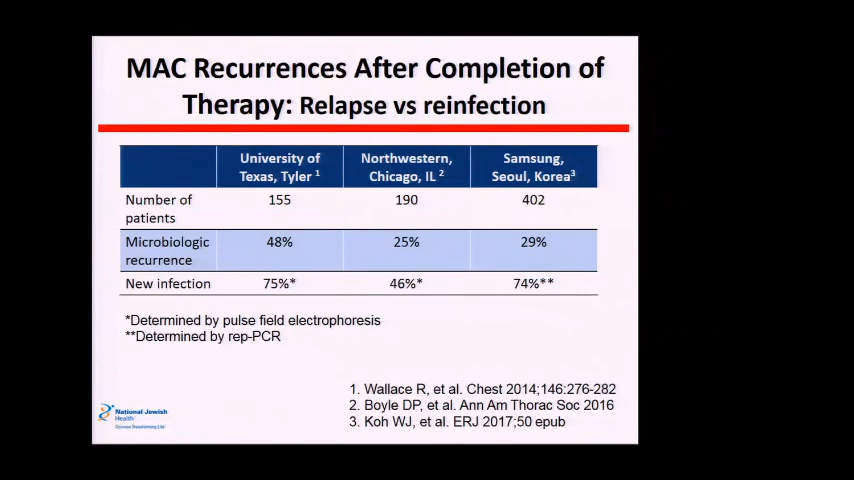 MAC Recurrences After Completion of
Therapy: Relapse vs reinfection
University of
Texas, Tyler 1
Northwestern,
Chicago, IL 2
Samsung,
Seoul, Korea3
Number of
patients
155
190
402
Microbiologic
recurrence
48%
25%
29%
New infection
75%*
46%*
74%**
*Determined by pulse field electrophoresis
**Determined by rep-PCR
1. Wallace R, et al. Chest 2014;146:276-282
2. Boyle DP, et al. Ann Am Thorac Soc 2016
3. Koh WJ, et al. ERJ 2017;50 epub
National Jewish
Health
Science Transforming Life